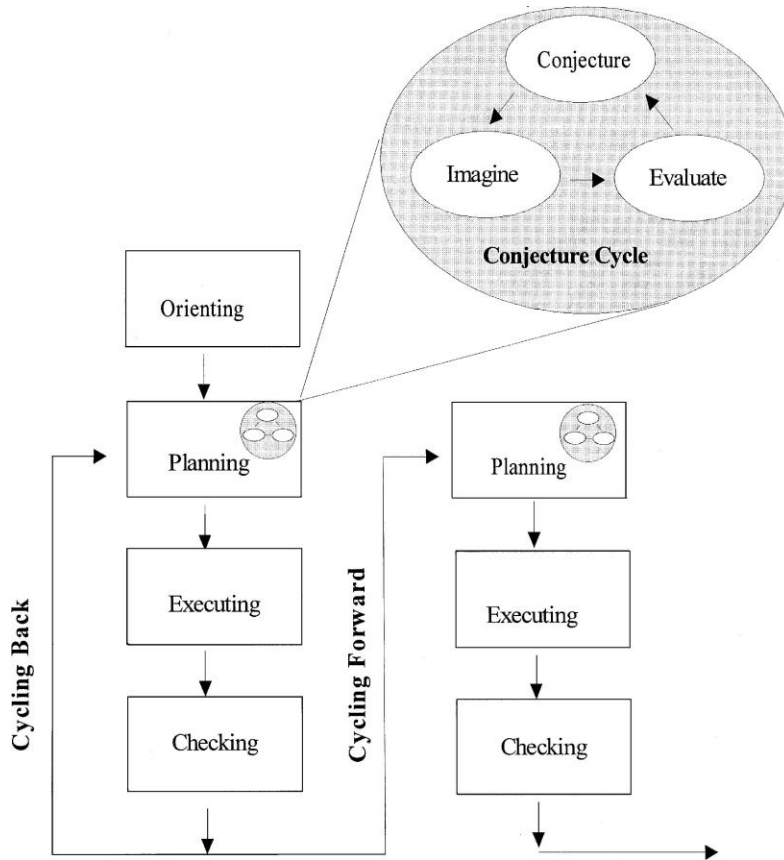 Conjecture
Imagine
Evaluate
Conjecture Cycle
Orienting
Planning
Executing
Checking
Cycling Back
Cycling Forward
Planning
Executing
Checking